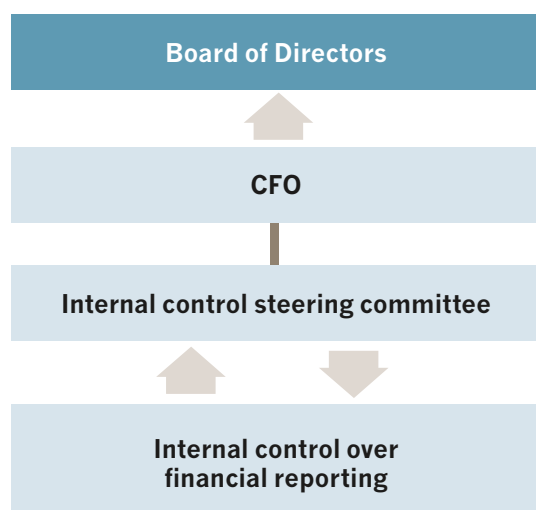 Board of Directors
CFO
Internal control steering committee
Internal control over
financial reporting